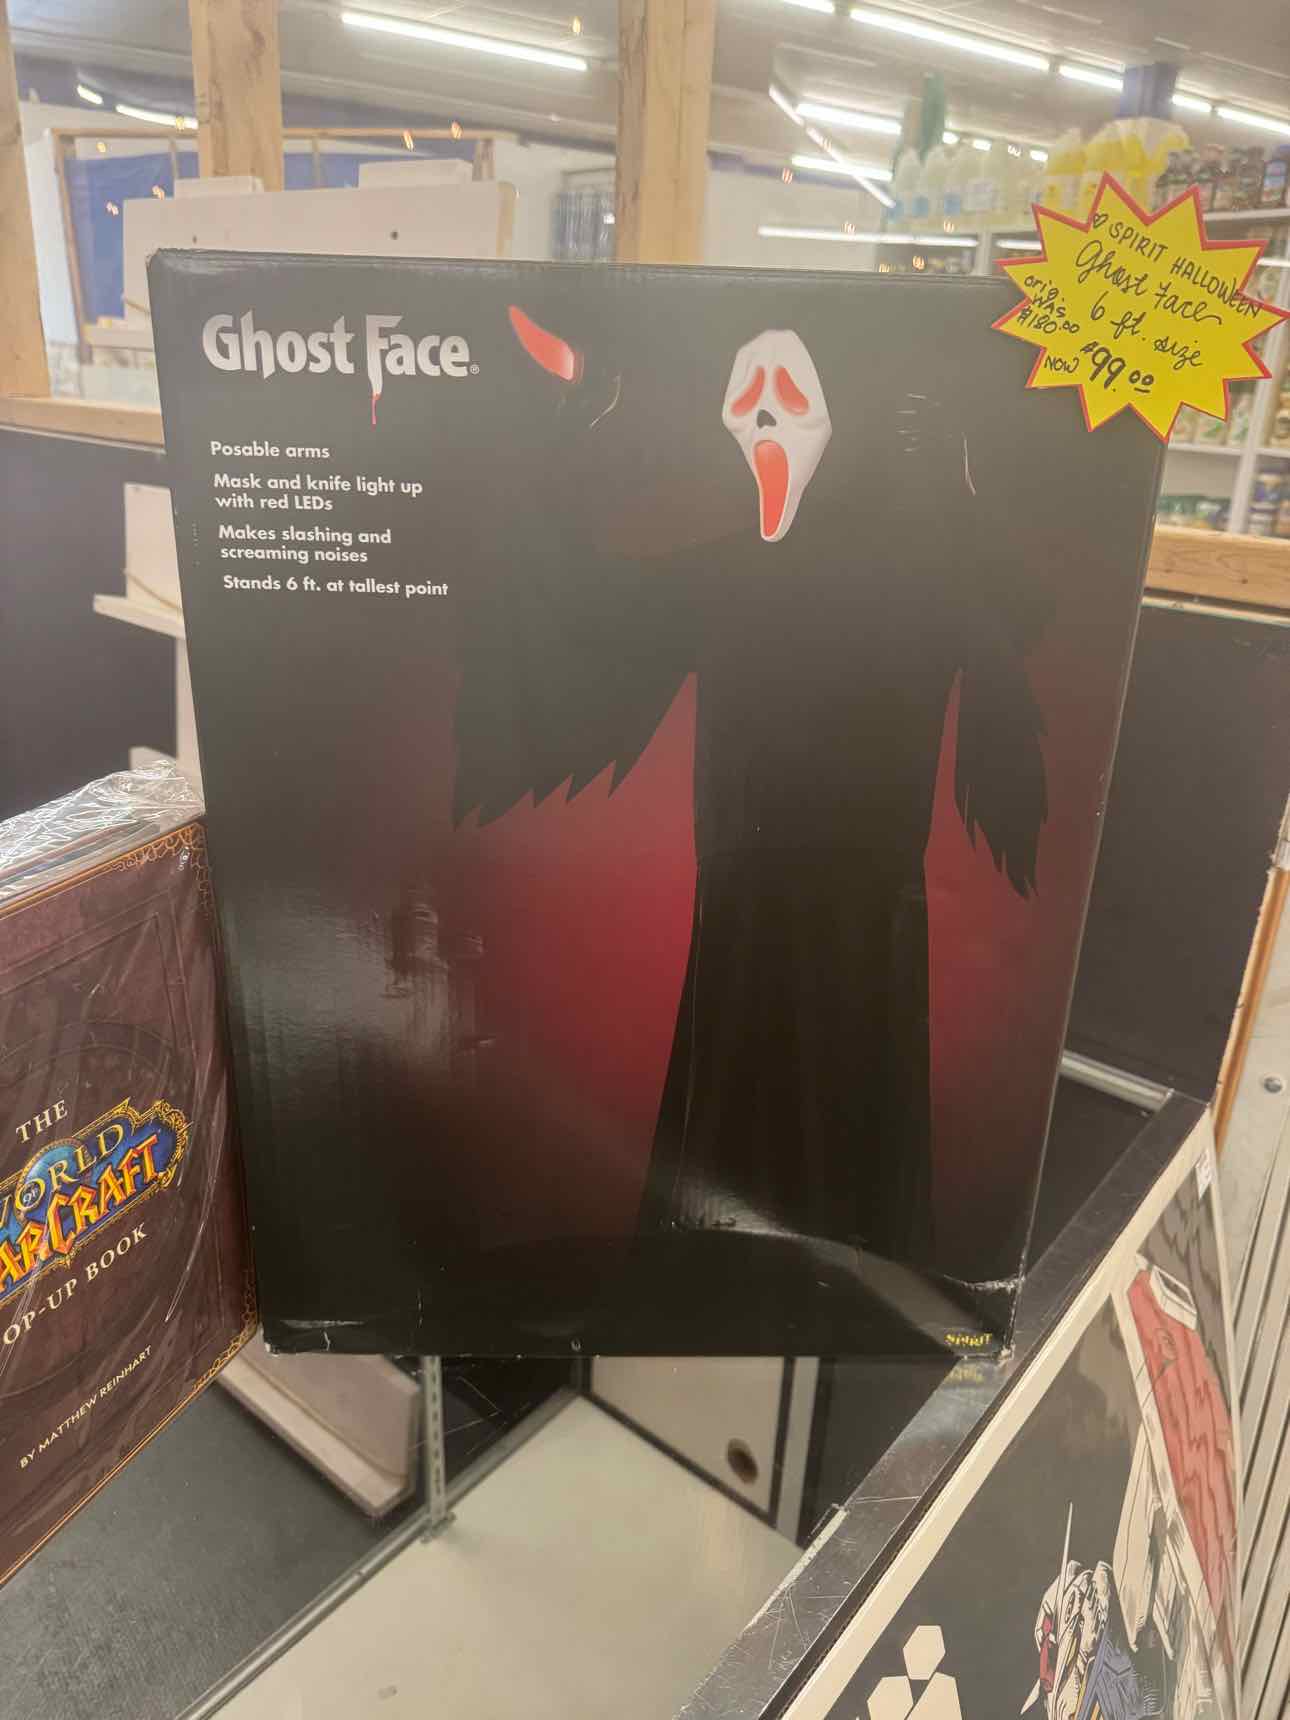 Ghost Face®
Posable arms
Mask and knife light up
with red LEDs
Makes slashing and
screaming noises
Stands 6 ft. at tallest point
♡ SPIRIT HALLOWEEN
Ghost Face
6 ft. size
orig.
WAS
$180.00
NOW $99.00
THE
WORLD
OF
WARCRAFT
POP-UP BOOK
BY MATTHEW REINHART
SPIRIT